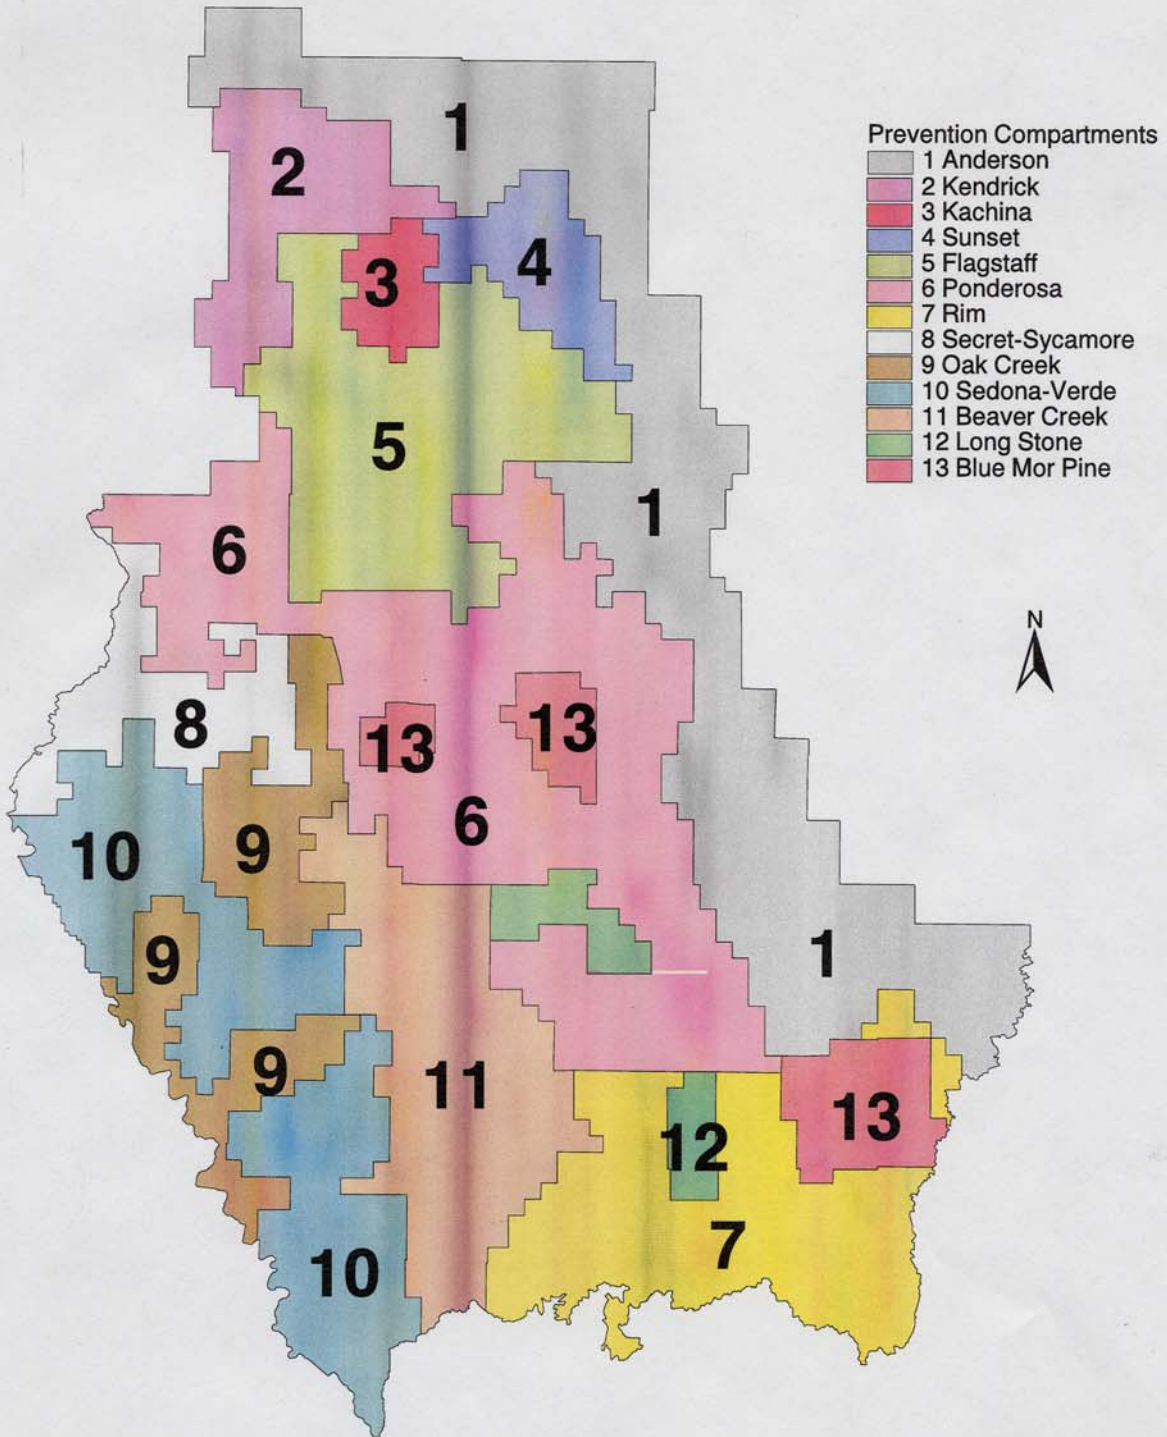 1
2
Prevention Compartments
1 Anderson
2 Kendrick
3 Kachina
4 Sunset
5 Flagstaff
6 Ponderosa
7 Rim
8 Secret-Sycamore
9 Oak Creek
10 Sedona-Verde
11 Beaver Creek
12 Long Stone
13 Blue Mor Pine
4
3
5
1
6
N
8
13
13
6
10
9
9
1
9
11
13
12
7
10